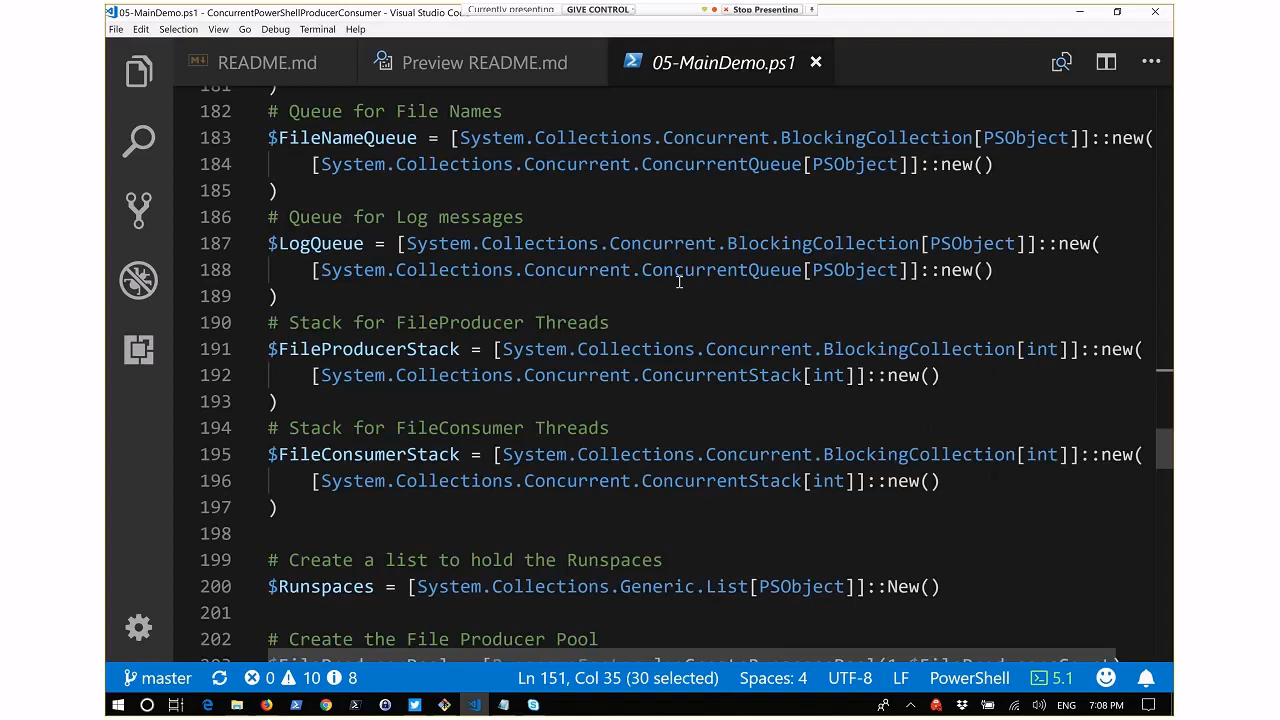 05-MainDemo.ps1 - ConcurrentPowerShellProducerConsumer - Visual Studio Co
Currently presenting
GIVE CONTROL
Stop Presenting
File Edit Selection View Go Debug Terminal Help
README.md
Preview README.md
05-MainDemo.ps1
181 )
182 # Queue for File Names
183 $FileNameQueue = [System.Collections.Concurrent.BlockingCollection[PSObject]]::new(
184 [System.Collections.Concurrent.ConcurrentQueue[PSObject]]::new()
185 )
186 # Queue for Log messages
187 $LogQueue = [System.Collections.Concurrent.BlockingCollection[PSObject]]::new(
188 [System.Collections.Concurrent.ConcurrentQueue[PSObject]]::new()
189 )
190 # Stack for FileProducer Threads
191 $FileProducerStack = [System.Collections.Concurrent.BlockingCollection[int]]::new(
192 [System.Collections.Concurrent.ConcurrentStack[int]]::new()
193 )
194 # Stack for FileConsumer Threads
195 $FileConsumerStack = [System.Collections.Concurrent.BlockingCollection[int]]::new(
196 [System.Collections.Concurrent.ConcurrentStack[int]]::new()
197 )
198
199 # Create a list to hold the Runspaces
200 $Runspaces = [System.Collections.Generic.List[PSObject]]::New()
201
202 # Create the File Producer Pool
master 0 10 8 Ln 151, Col 35 (30 selected) Spaces: 4 UTF-8 LF PowerShell 5.1
ENG 7:08 PM